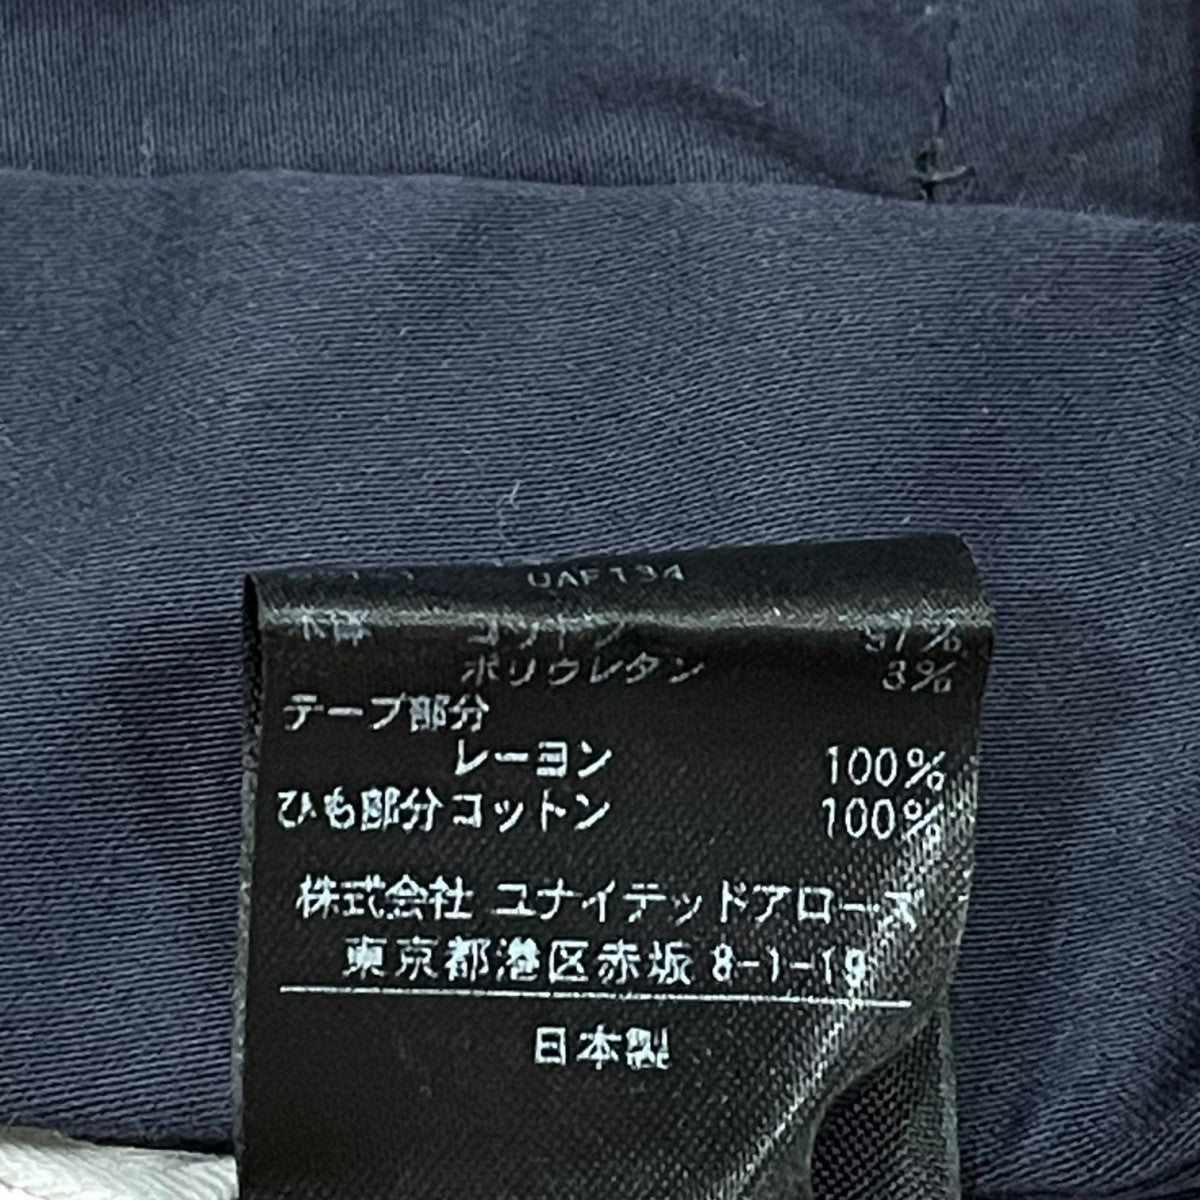 UAF134
本体 コットン 97%
ポリウレタン 3%
テープ部分
レーヨン 100%
ひも部分コットン 100%
株式会社 ユナイテッドアローズ
東京都港区赤坂 8-1-19
日本製